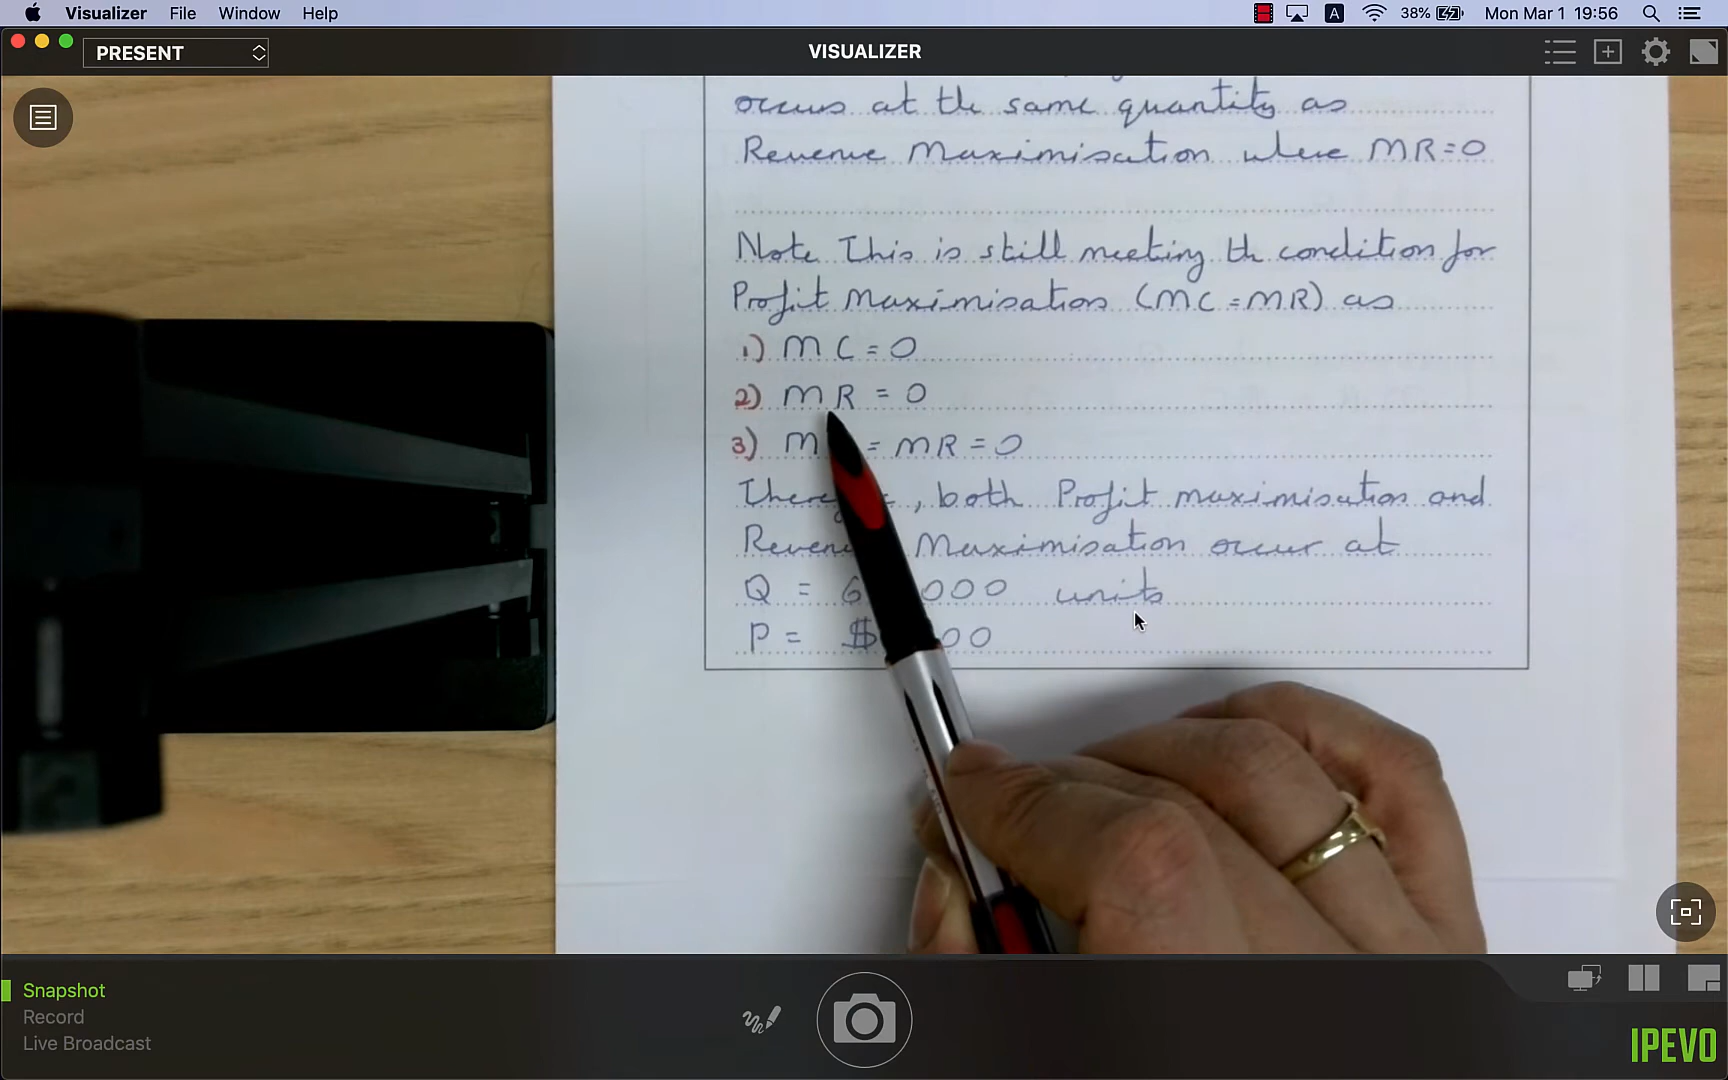 Visualizer File Window Help 38% Mon Mar 1 19:56
PRESENT
VISUALIZER
occurs at the same quantity as
Revenue Maximisation where MR=0
Note This is still meeting the condition for
Profit Maximisation (MC=MR) as
1) MC=0
2) MR = 0
3) M = MR = 0
, both Profit maximisation and
Maximisation occur at
Q = 6 000 units
P = $ 00
Snapshot
Record
Live Broadcast
IPEVO